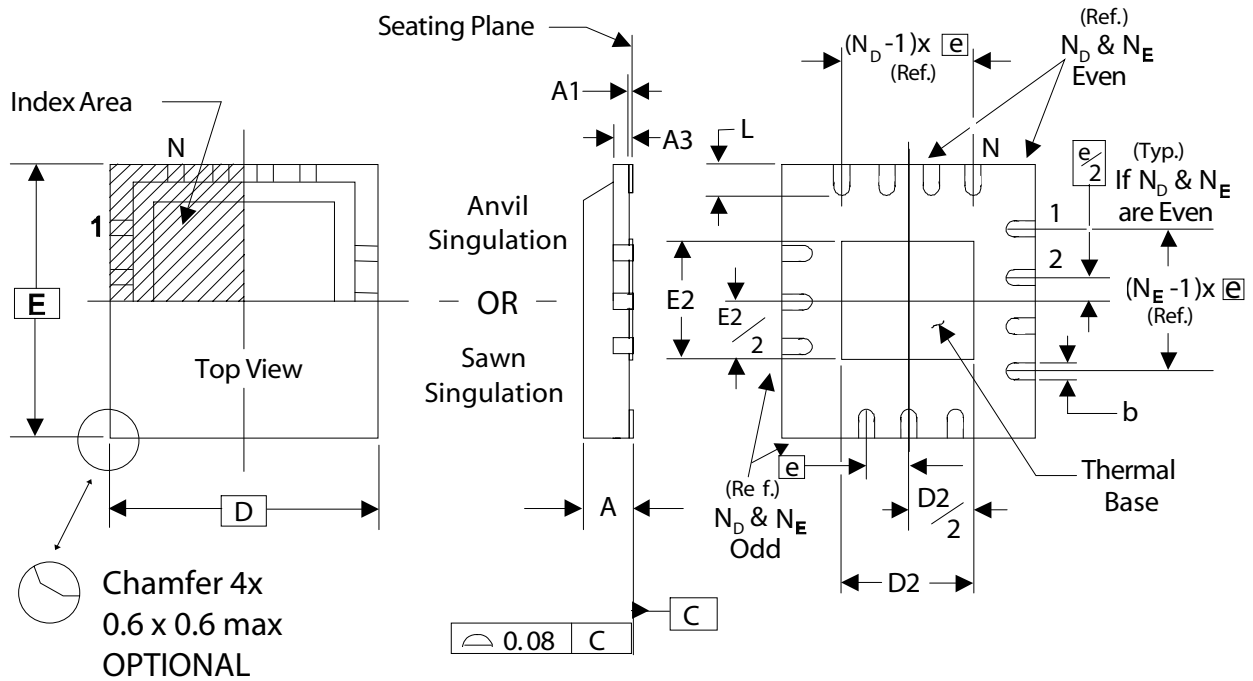 Seating Plane
Index Area
N
1
E
Top View
D
Chamfer 4x
0.6 x 0.6 max
OPTIONAL
A1
A3
L
Anvil
Singulation
OR
Sawn
Singulation
A
0.08 C
C
(N_D -1)x e
(Ref.)
(Ref.)
N_D & N_E
Even
N
e/2
(Typ.)
If N_D & N_E
are Even
1
2
(N_E -1)x e
(Ref.)
E2
E2/2
b
Thermal
Base
e
(Re f.)
N_D & N_E
Odd
D2/2
D2